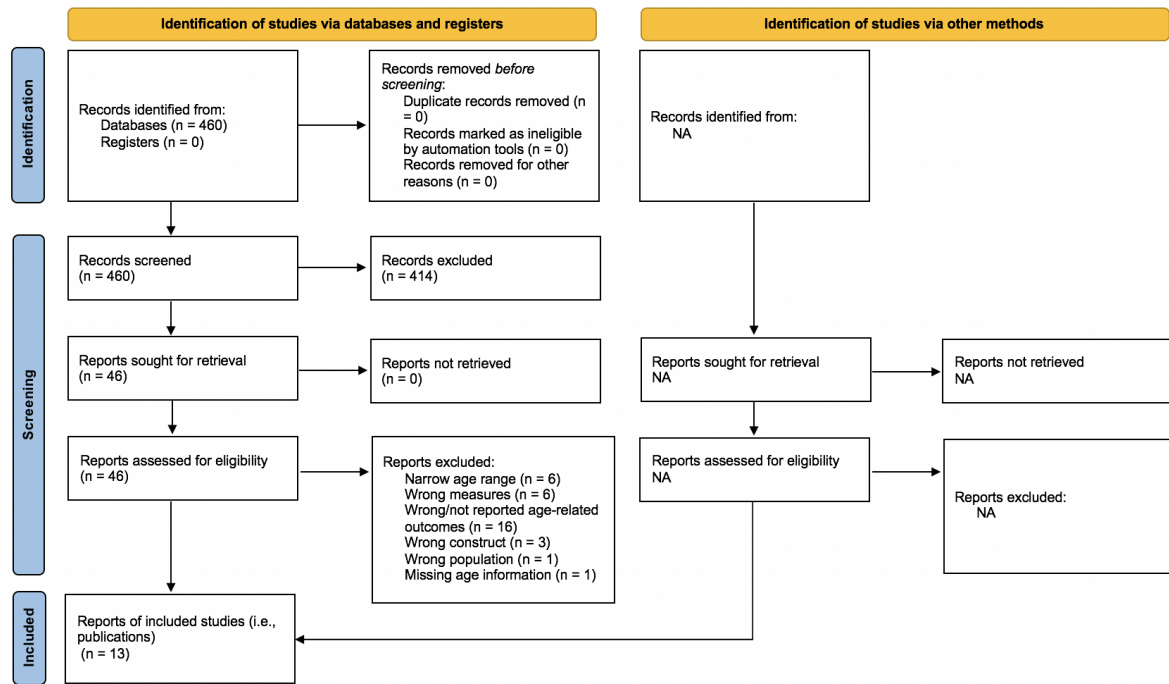 Identification of studies via databases and registers
Identification of studies via other methods
Identification
Records identified from:
Databases (n = 460)
Registers (n = 0)
Records removed before
screening:
Duplicate records removed (n
= 0)
Records marked as ineligible
by automation tools (n = 0)
Records removed for other
reasons (n = 0)
Records identified from:
NA
Screening
Records screened
(n = 460)
Records excluded
(n = 414)
Reports sought for retrieval
(n = 46)
Reports not retrieved
(n = 0)
Reports sought for retrieval
NA
Reports not retrieved
NA
Reports assessed for eligibility
(n = 46)
Reports excluded:
Narrow age range (n = 6)
Wrong measures (n = 6)
Wrong/not reported age-related
outcomes (n = 16)
Wrong construct (n = 3)
Wrong population (n = 1)
Missing age information (n = 1)
Reports assessed for eligibility
NA
Reports excluded:
NA
Included
Reports of included studies (i.e.,
publications)
(n = 13)